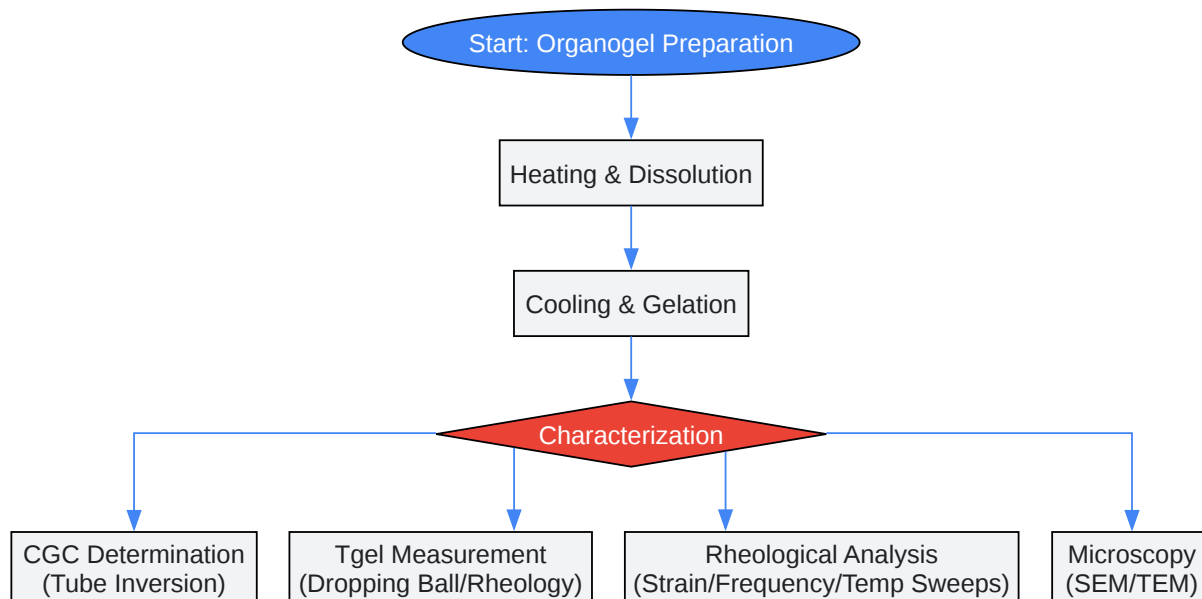 Start: Organogel Preparation
Heating & Dissolution
Cooling & Gelation
Characterization
CGC Determination
(Tube Inversion)
Tgel Measurement
(Dropping Ball/Rheology)
Rheological Analysis
(Strain/Frequency/Temp Sweeps)
Microscopy
(SEM/TEM)